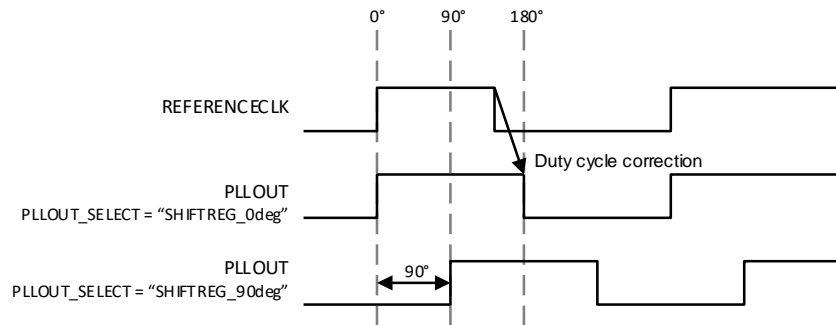 0° 90° 180°
REFERENCECLK
Duty cycle correction
PLLOUT
PLLOUT_SELECT = “SHIFTREG_0deg”
90°
PLLOUT
PLLOUT_SELECT = “SHIFTREG_90deg”